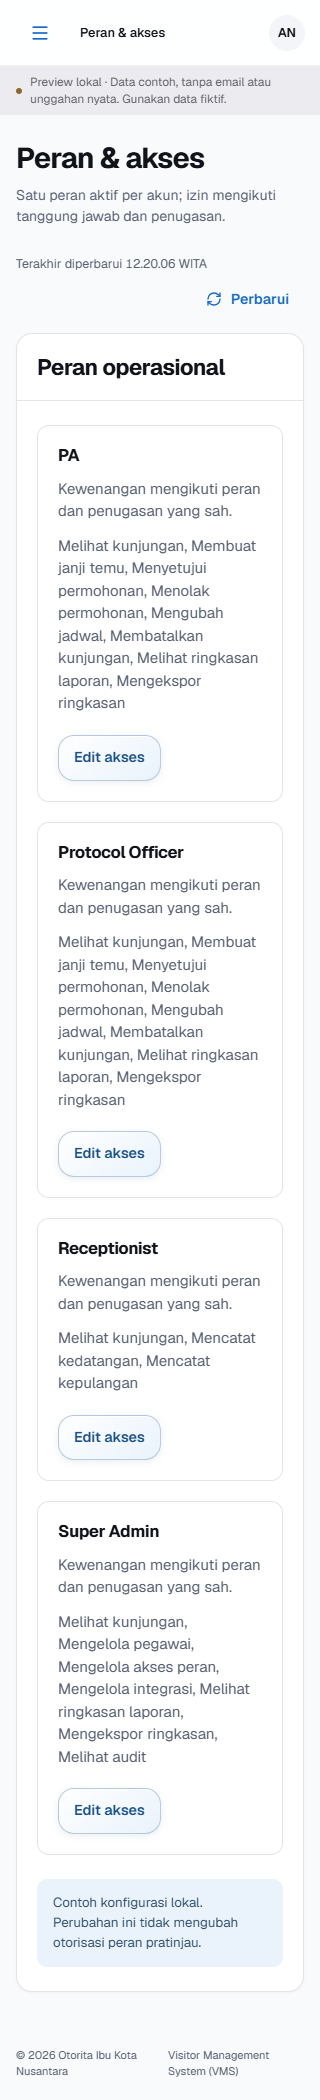 Peran & akses
AN
Preview lokal · Data contoh, tanpa email atau
unggahan nyata. Gunakan data fiktif.
Peran & akses
Satu peran aktif per akun; izin mengikuti
tanggung jawab dan penugasan.
Terakhir diperbarui 12.20.06 WITA
Perbarui
Peran operasional
PA
Kewenangan mengikuti peran
dan penugasan yang sah.
Melihat kunjungan, Membuat
janji temu, Menyetujui
permohonan, Menolak
permohonan, Mengubah
jadwal, Membatalkan
kunjungan, Melihat ringkasan
laporan, Mengekspor
ringkasan
Edit akses
Protocol Officer
Kewenangan mengikuti peran
dan penugasan yang sah.
Melihat kunjungan, Membuat
janji temu, Menyetujui
permohonan, Menolak
permohonan, Mengubah
jadwal, Membatalkan
kunjungan, Melihat ringkasan
laporan, Mengekspor
ringkasan
Edit akses
Receptionist
Kewenangan mengikuti peran
dan penugasan yang sah.
Melihat kunjungan, Mencatat
kedatangan, Mencatat
kepulangan
Edit akses
Super Admin
Kewenangan mengikuti peran
dan penugasan yang sah.
Melihat kunjungan,
Mengelola pegawai,
Mengelola akses peran,
Mengelola integrasi, Melihat
ringkasan laporan,
Mengekspor ringkasan,
Melihat audit
Edit akses
Contoh konfigurasi lokal.
Perubahan ini tidak mengubah
otorisasi peran pratinjau.
© 2026 Otorita Ibu Kota
Nusantara
Visitor Management
System (VMS)